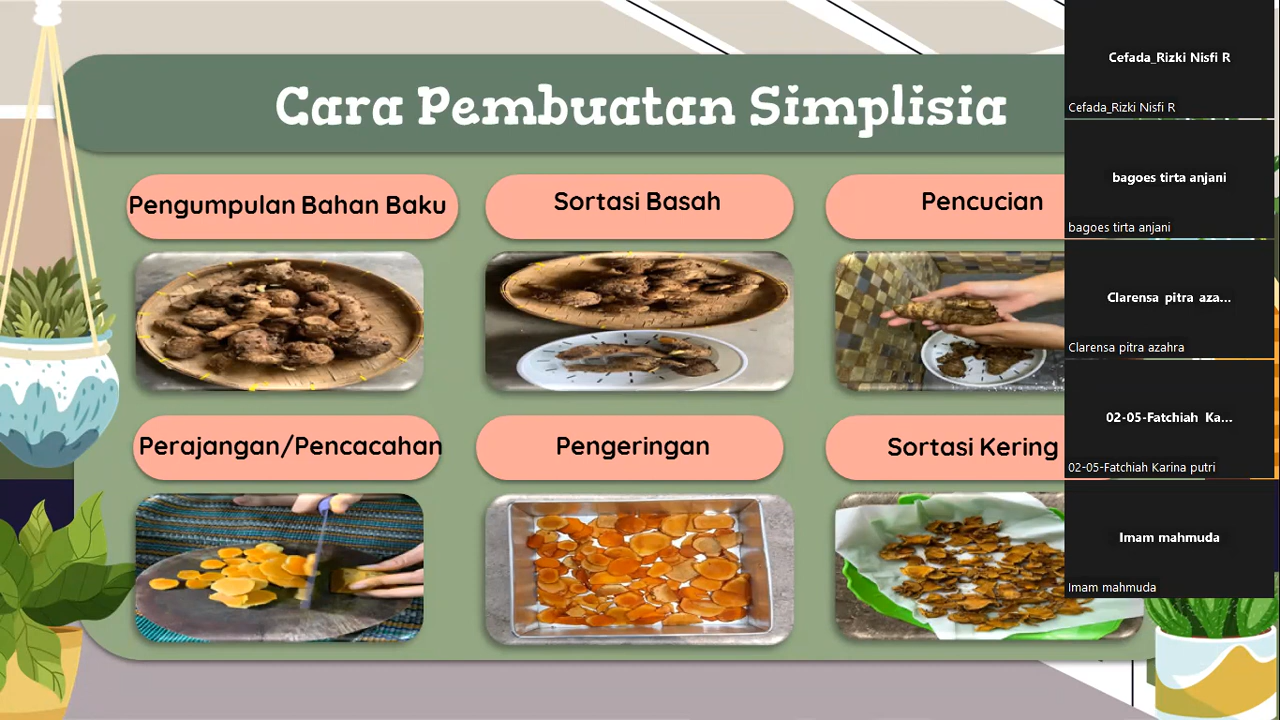 Cara Pembuatan Simplisia
Pengumpulan Bahan Baku
Sortasi Basah
Pencucian
Perajangan/Pencacahan
Pengeringan
Sortasi Kering
Cefada_Rizki Nisfi R
Cefada_Rizki Nisfi R
bagoes tirta anjani
bagoes tirta anjani
Clarensa pitra aza...
Clarensa pitra azahra
02-05-Fatchiah Ka...
02-05-Fatchiah Karina putri
Imam mahmuda
Imam mahmuda